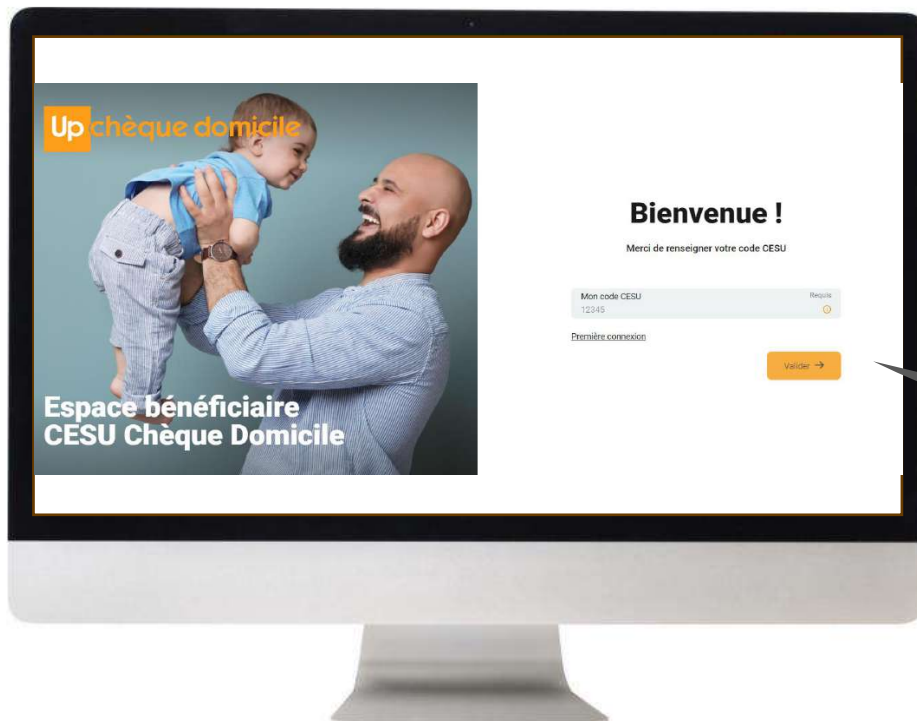 Up chèque domicile
Espace bénéficiaire
CESU Chèque Domicile
Bienvenue !
Merci de renseigner votre code CESU
Mon code CESU
Requis
12345
Première connexion
Valider →